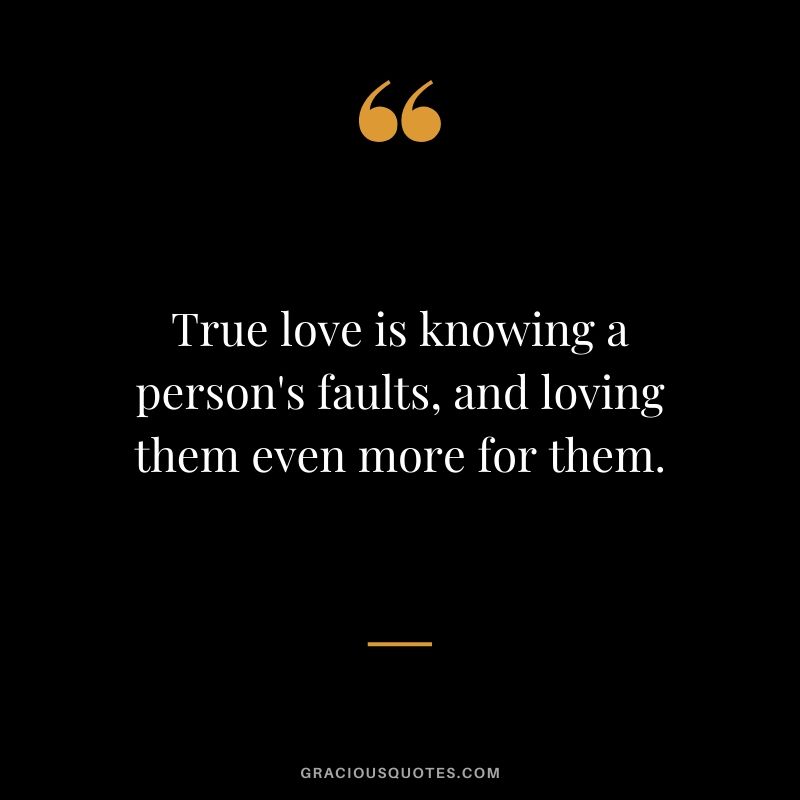 “
True love is knowing a
person's faults, and loving
them even more for them.
GRACIOUSQUOTES.COM